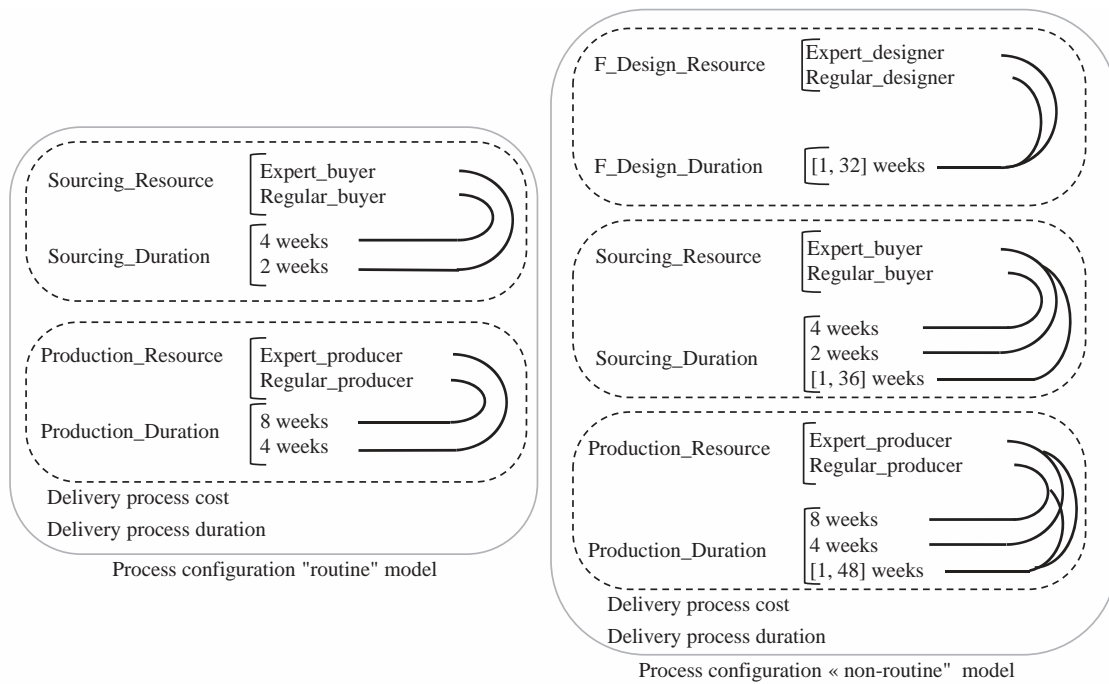 Sourcing_Resource
Expert_buyer
Regular_buyer
Sourcing_Duration
4 weeks
2 weeks
Production_Resource
Expert_producer
Regular_producer
Production_Duration
8 weeks
4 weeks
Delivery process cost
Delivery process duration
Process configuration "routine" model
F_Design_Resource
Expert_designer
Regular_designer
F_Design_Duration
[1, 32] weeks
Sourcing_Resource
Expert_buyer
Regular_buyer
Sourcing_Duration
4 weeks
2 weeks
[1, 36] weeks
Production_Resource
Expert_producer
Regular_producer
Production_Duration
8 weeks
4 weeks
[1, 48] weeks
Delivery process cost
Delivery process duration
Process configuration « non-routine" model